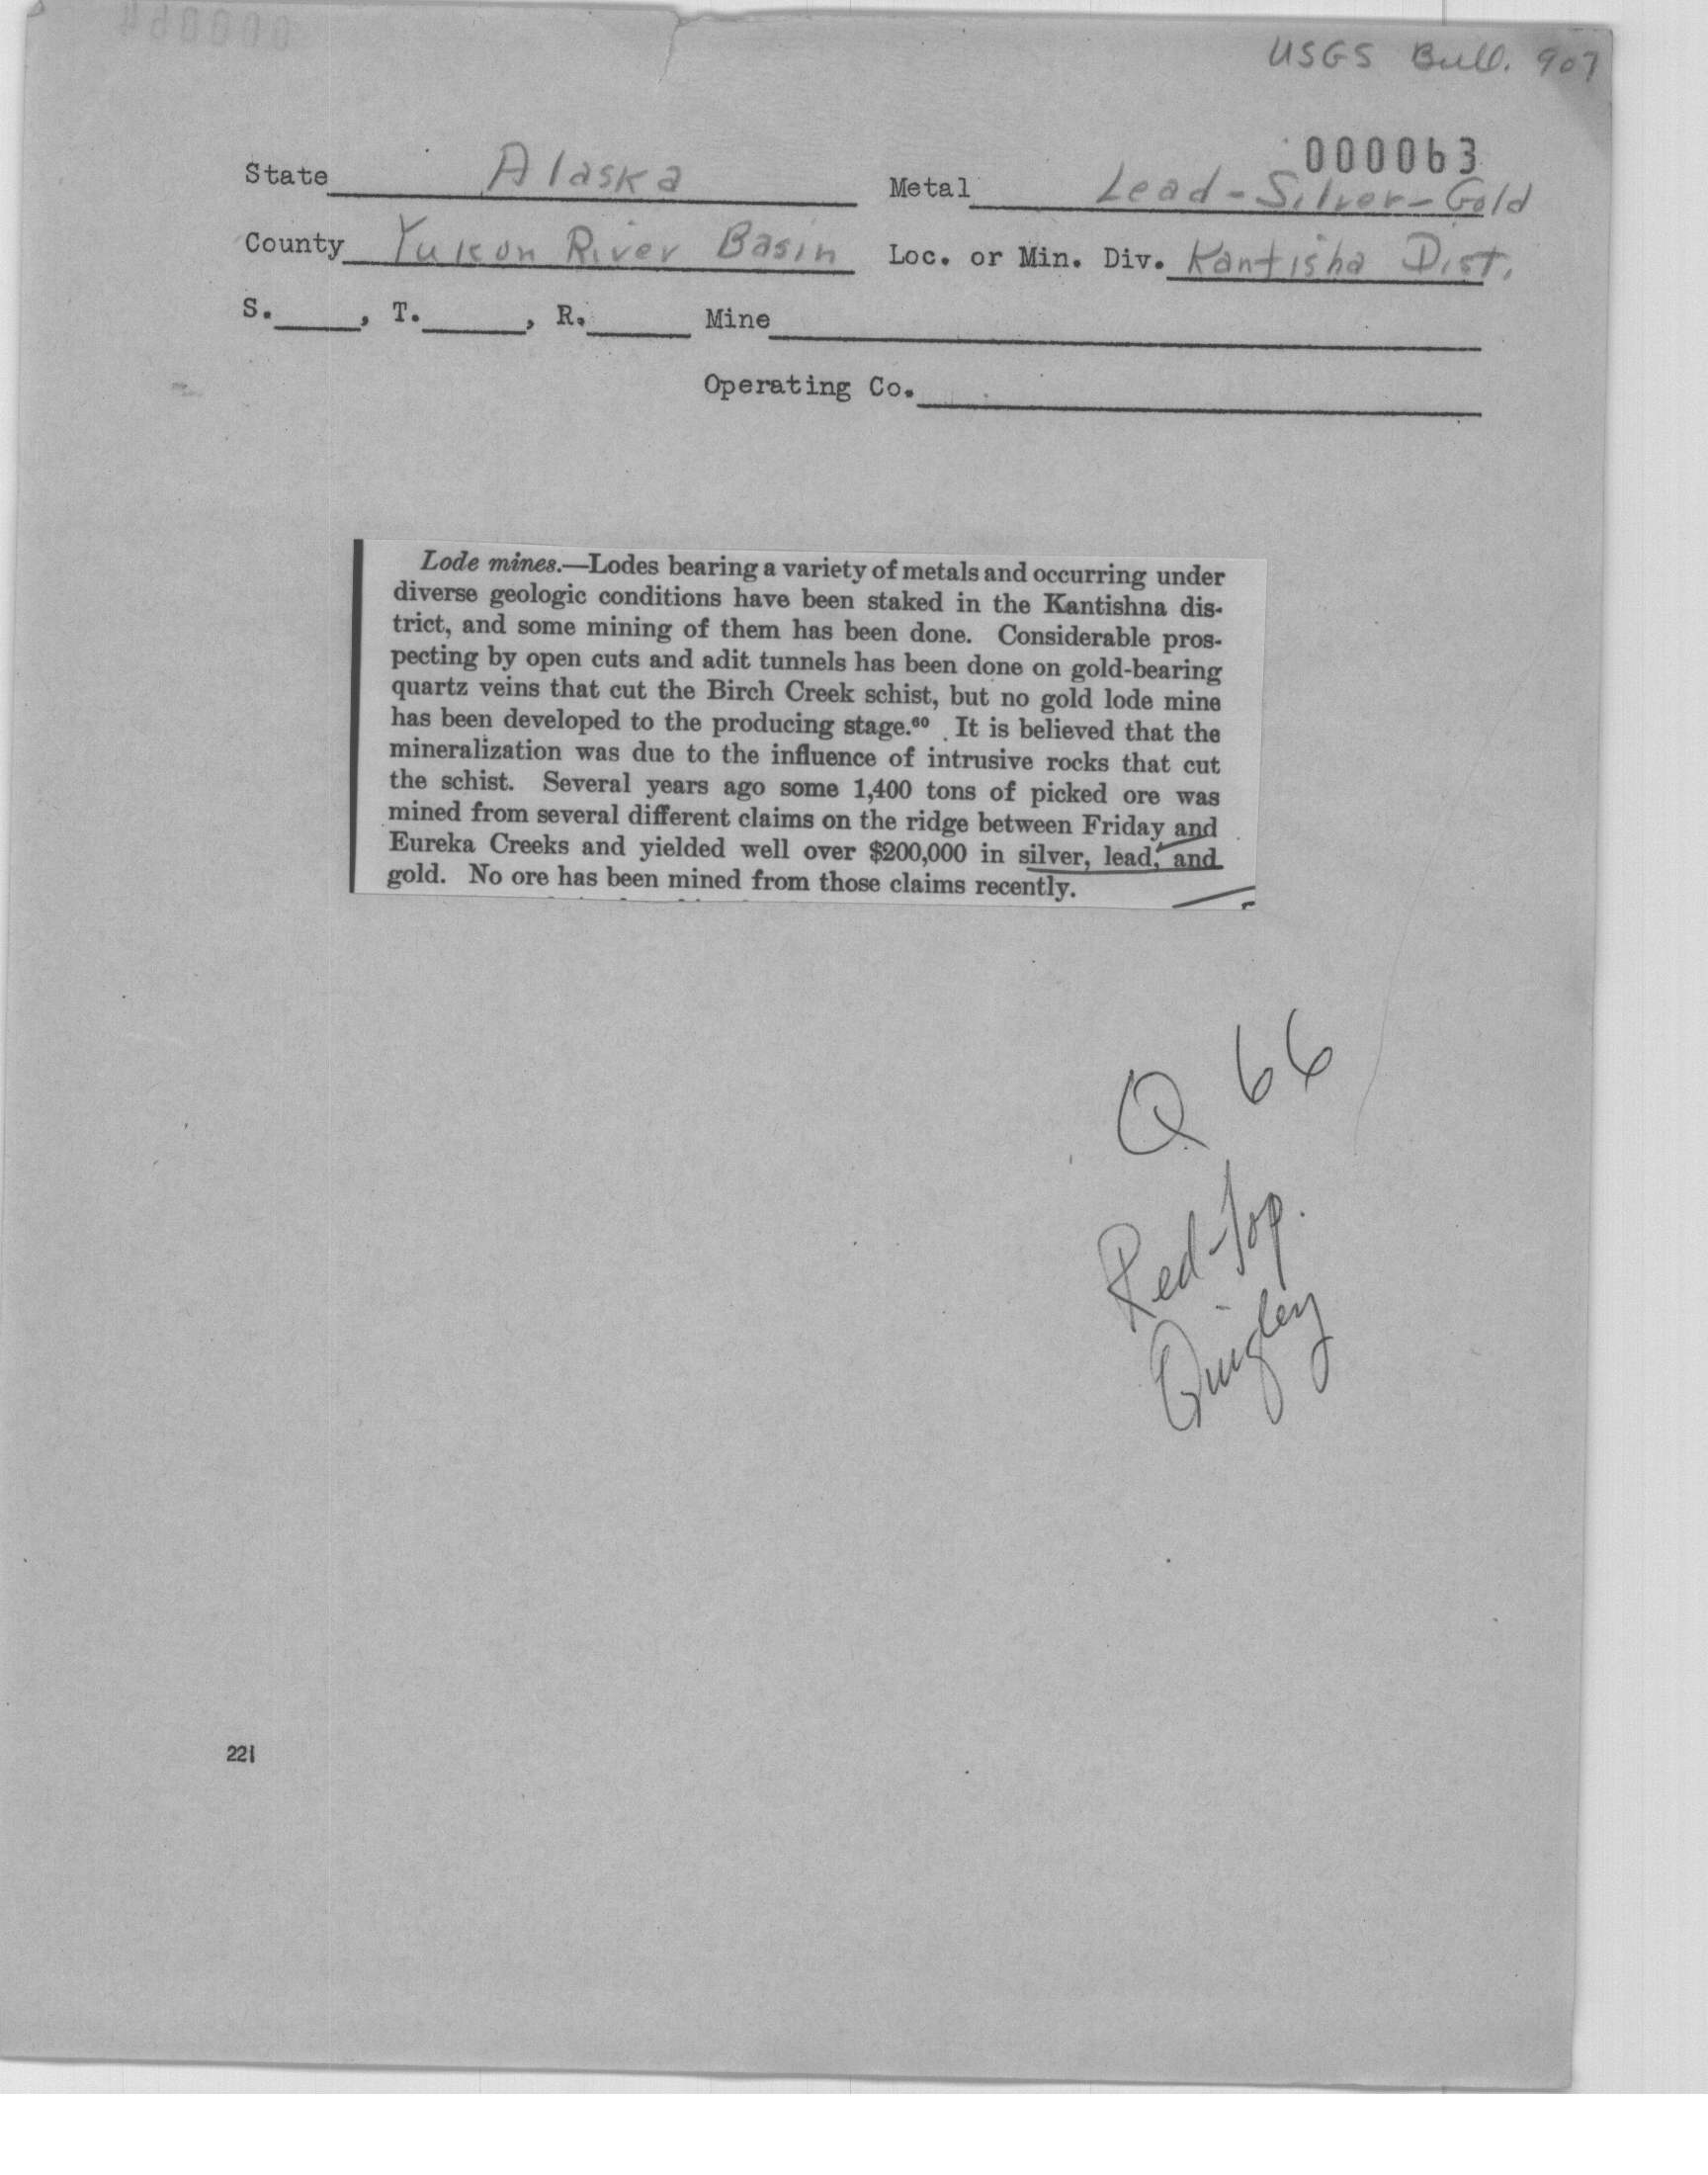 USGS Bull. 907
000063
State Alaska Metal Lead-Silver-Gold
County Yukon River Basin Loc. or Min. Div. Kantisha Dist.
S. , T. , R. Mine
Operating Co.
Lode mines.—Lodes bearing a variety of metals and occurring under
diverse geologic conditions have been staked in the Kantishna dis-
trict, and some mining of them has been done. Considerable pros-
pecting by open cuts and adit tunnels has been done on gold-bearing
quartz veins that cut the Birch Creek schist, but no gold lode mine
has been developed to the producing stage.⁶⁰ It is believed that the
mineralization was due to the influence of intrusive rocks that cut
the schist. Several years ago some 1,400 tons of picked ore was
mined from several different claims on the ridge between Friday and
Eureka Creeks and yielded well over $200,000 in silver, lead, and
gold. No ore has been mined from those claims recently.
Q 66
Red-Top.
Quigley
221